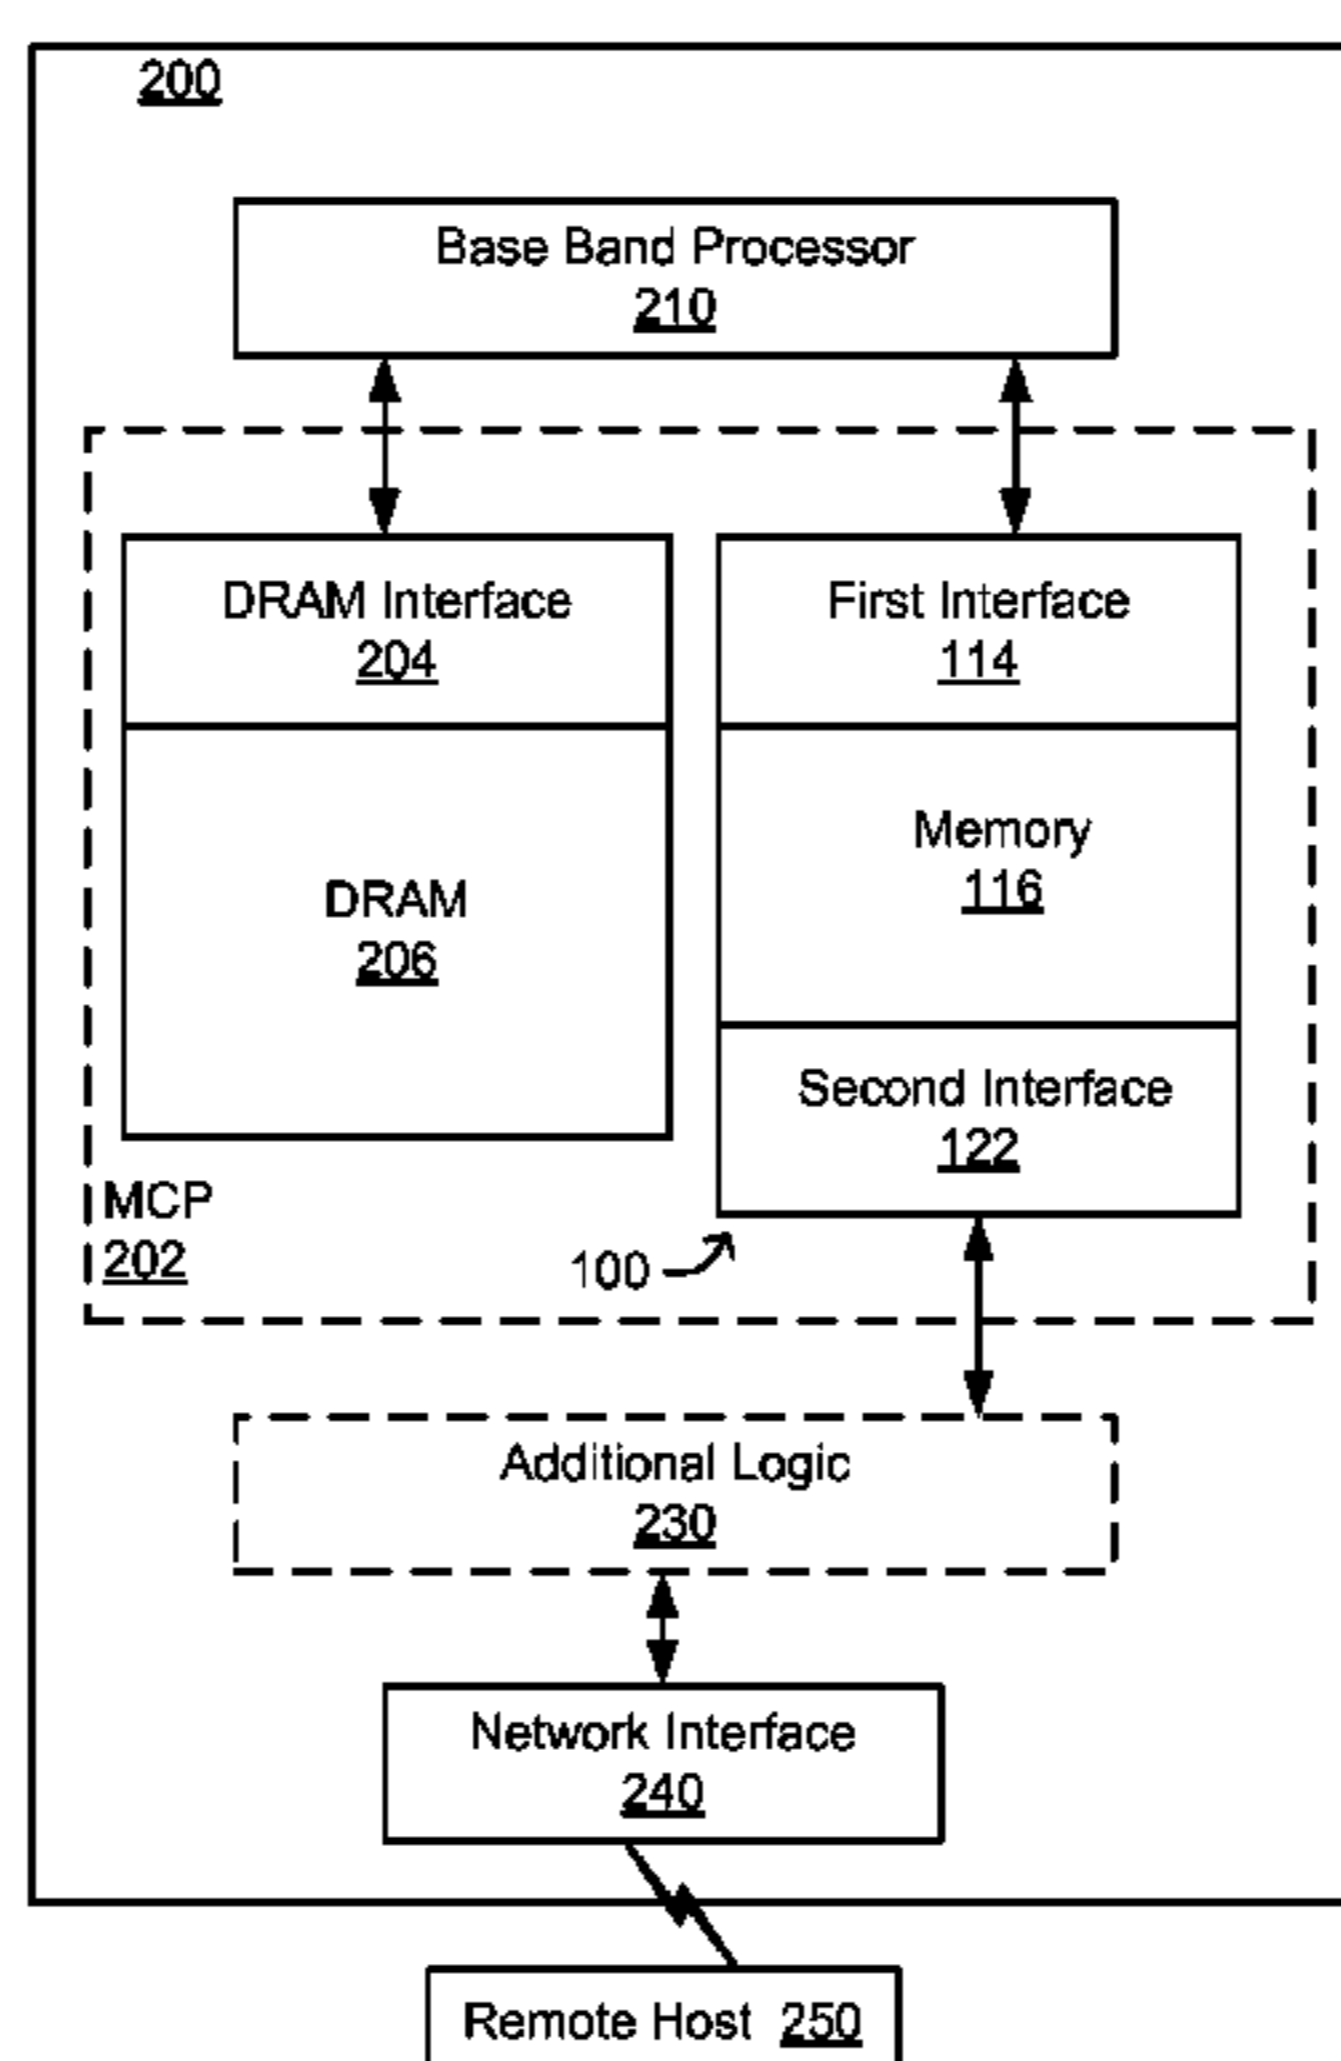 200
Base Band Processor
210
DRAM Interface
204
DRAM
206
First Interface
114
Memory
116
Second Interface
122
MCP
202
100
Additional Logic
230
Network Interface
240
Remote Host 250